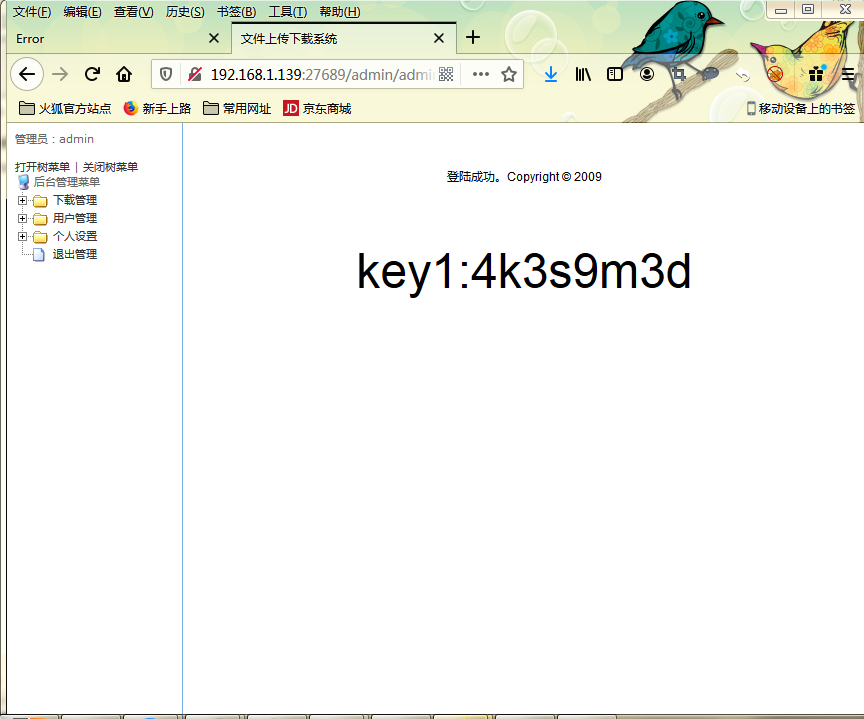 文件(F) 编辑(E) 查看(V) 历史(S) 书签(B) 工具(T) 帮助(H)
Error
文件上传下载系统
192.168.1.139:27689/admin/admi
火狐官方站点 新手上路 常用网址 JD 京东商城 移动设备上的书签
管理员：admin
打开树菜单 | 关闭树菜单
后台管理菜单
下载管理
用户管理
个人设置
退出管理
登陆成功。Copyright © 2009
key1:4k3s9m3d